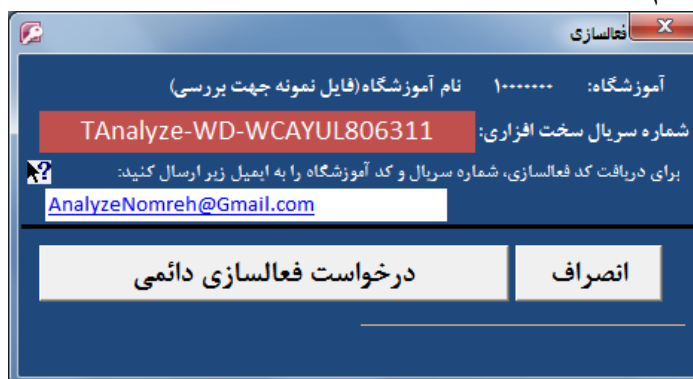 فعالسازی
آموزشگاه: ۱۰۰۰۰۰۰۰ نام آموزشگاه(فایل نمونه جهت بررسی)
شماره سریال سخت افزاری: TAnalyze-WD-WCAYUL806311
برای دریافت کد فعالسازی، شماره سریال و کد آموزشگاه را به ایمیل زیر ارسال کنید:
AnalyzeNomreh@Gmail.com
انصراف درخواست فعالسازی دائمی